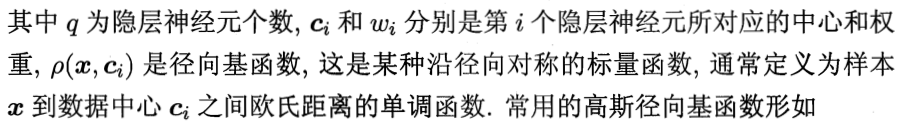 其中 q 为隐层神经元个数, c_i 和 w_i 分别是第 i 个隐层神经元所对应的中心和权
重, ρ(x, c_i) 是径向基函数, 这是某种沿径向对称的标量函数, 通常定义为样本
x 到数据中心 c_i 之间欧氏距离的单调函数. 常用的高斯径向基函数形如